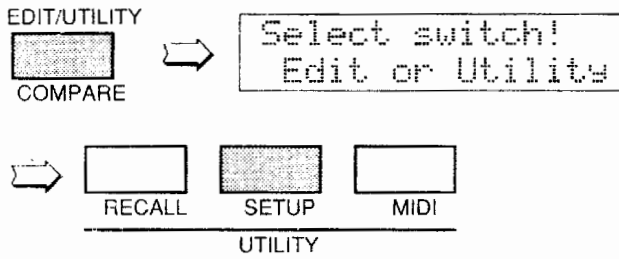 EDIT/UTILITY
COMPARE
Select switch!
Edit or Utility
RECALL SETUP MIDI
UTILITY